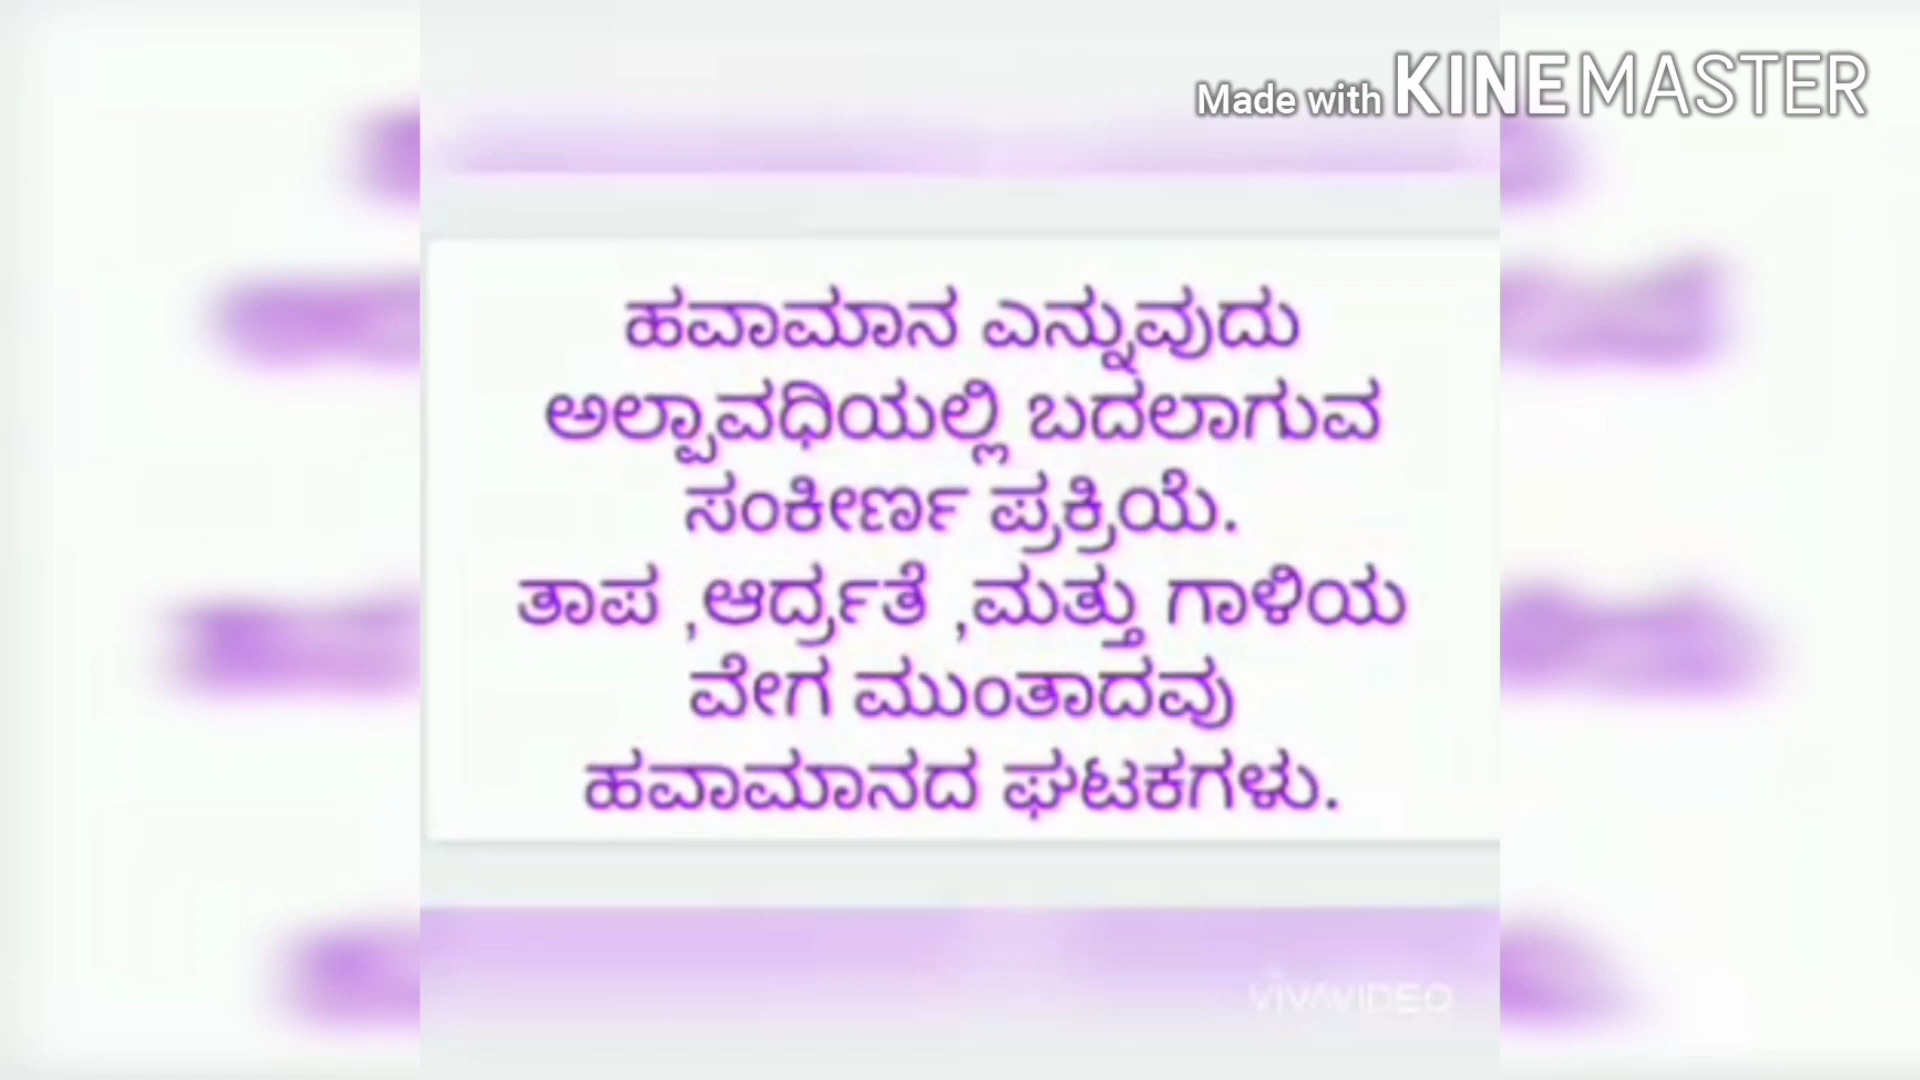 Made with KINEMASTER
ಹವಾಮಾನ ಎನ್ನುವುದು
ಅಲ್ಪಾವಧಿಯಲ್ಲಿ ಬದಲಾಗುವ
ಸಂಕೀರ್ಣ ಪ್ರಕ್ರಿಯೆ.
ತಾಪ ,ಆರ್ದ್ರತೆ ,ಮತ್ತು ಗಾಳಿಯ
ವೇಗ ಮುಂತಾದವು
ಹವಾಮಾನದ ಘಟಕಗಳು.
VIVAVIDEO